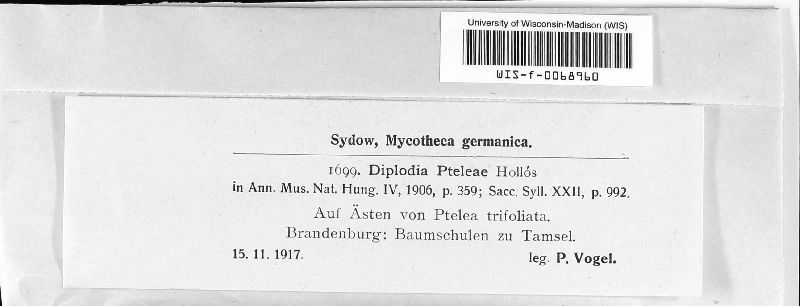 University of Wisconsin-Madison (WIS)
WIS-f-0068960
Sydow, Mycotheca germanica.
1699. Diplodia Pteleae Hollós
in Ann. Mus. Nat. Hung. IV, 1906, p. 359; Sacc. Syll. XXII, p. 992.
Auf Ästen von Ptelea trifoliata.
Brandenburg: Baumschulen zu Tamsel.
15. 11. 1917. leg. P. Vogel.